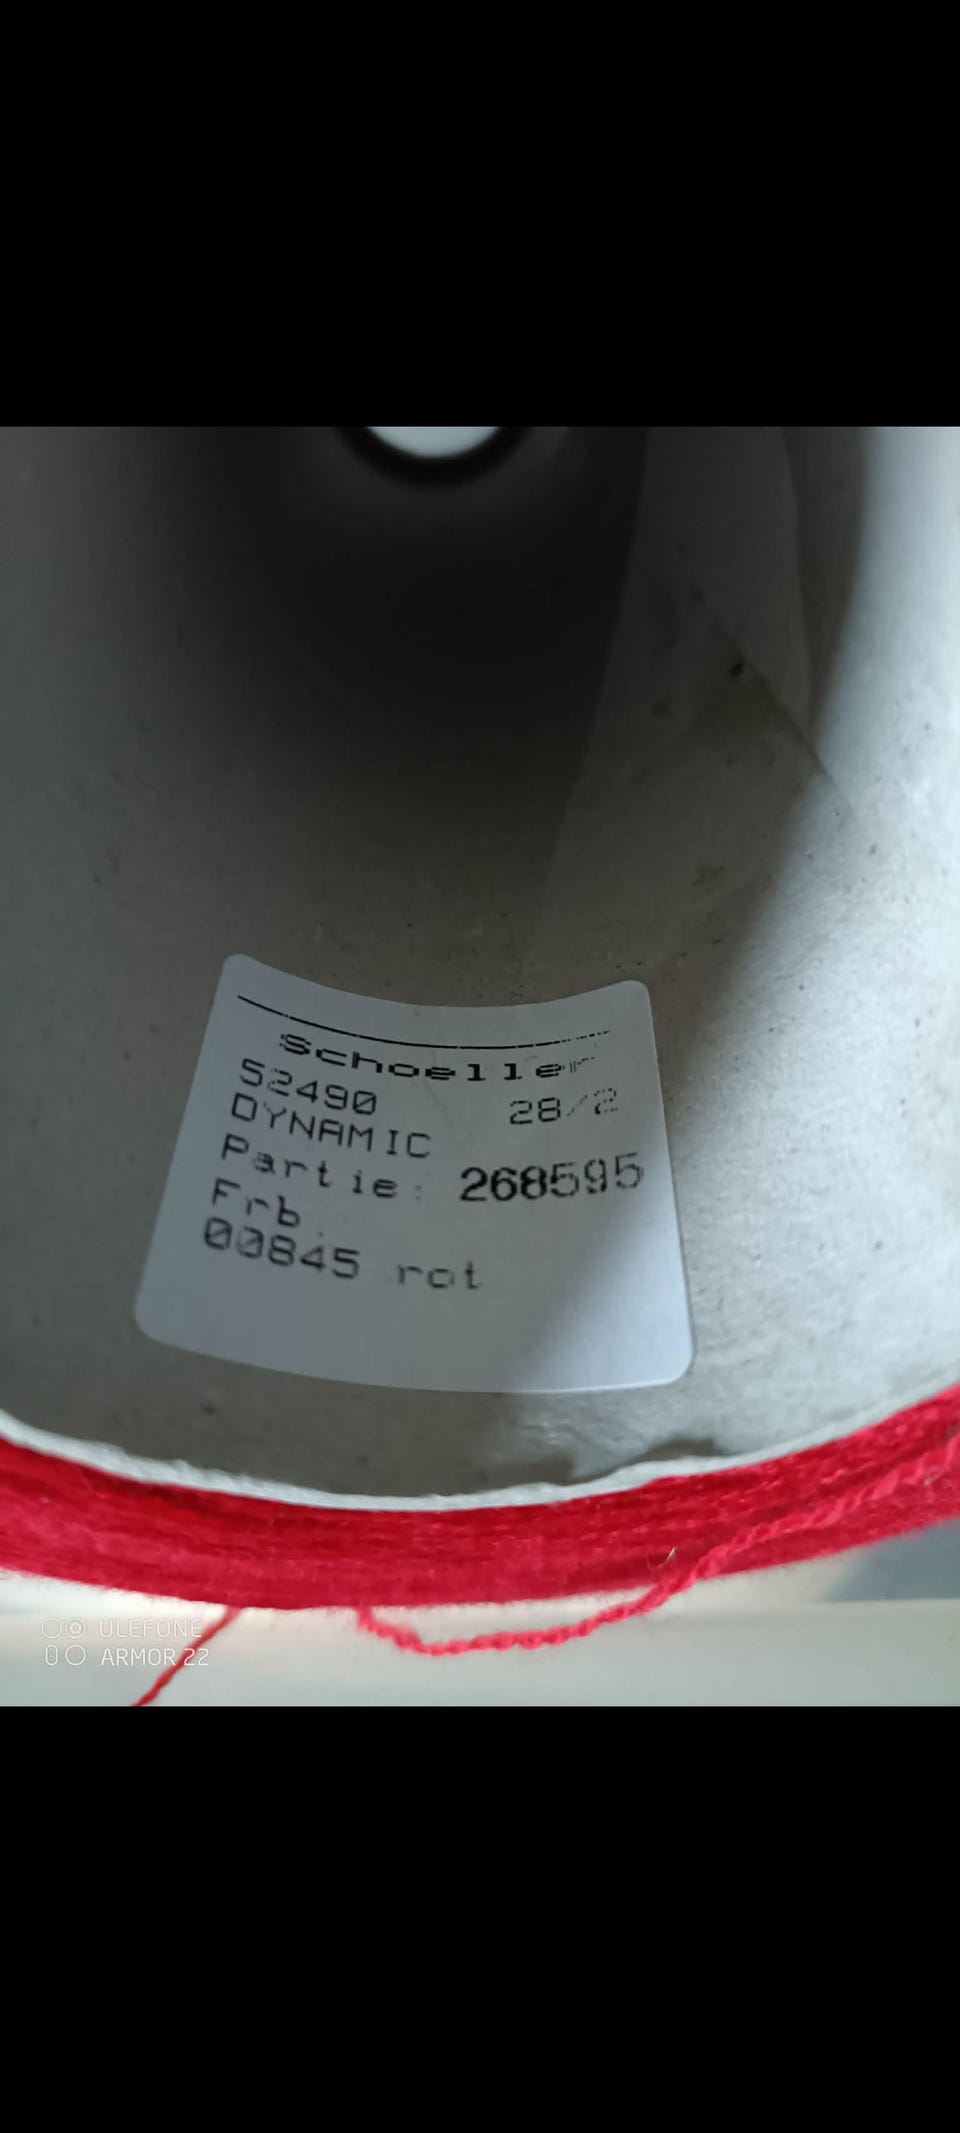 Schoeller
52490 28/2
DYNAMIC
Partie: 268595
Frb.
00845 rot
ULEFONE
ARMOR 22